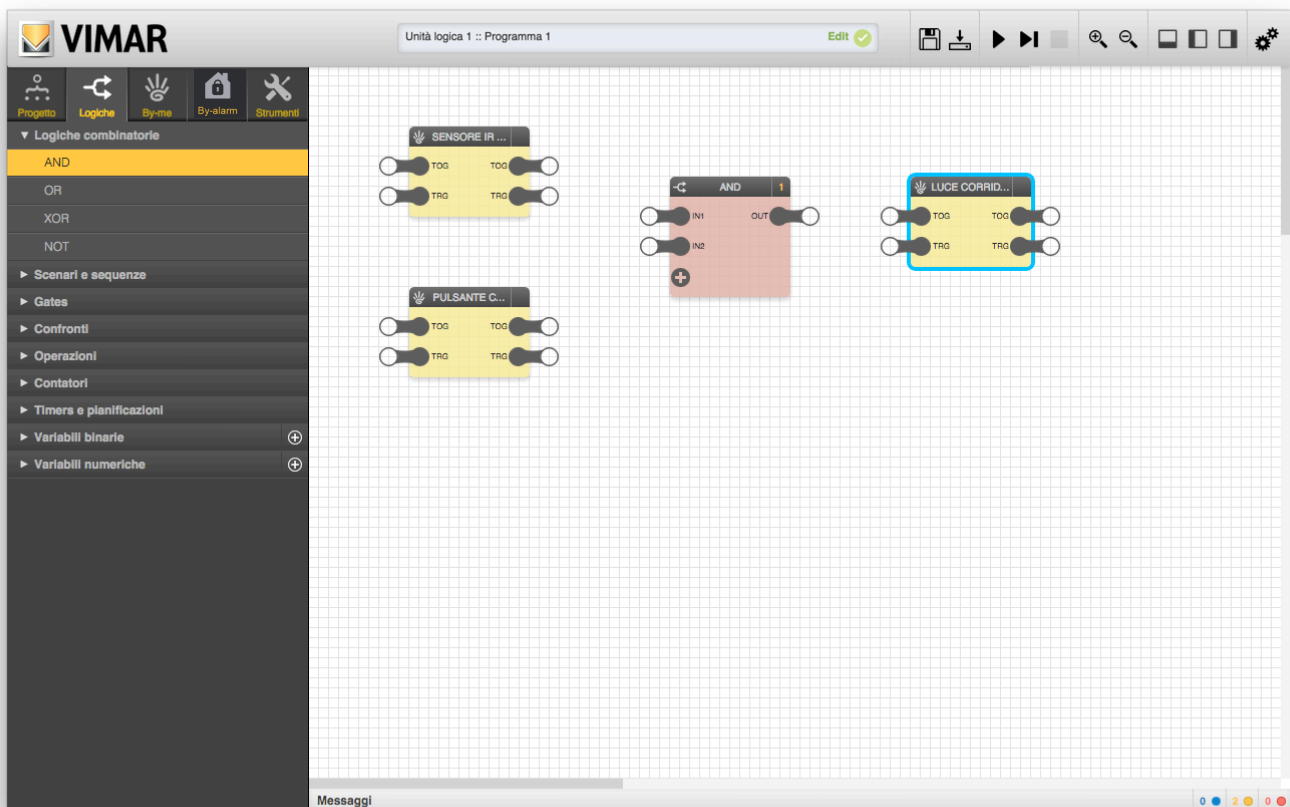 VIMAR
Unità logica 1 :: Programma 1
Edit
Progetto
Logiche
By-me
By-alarm
Strumenti
Logiche combinatorie
AND
OR
XOR
NOT
Scenari e sequenze
Gates
Confronti
Operazioni
Contatori
Timers e planificazioni
Variabili binarie
Variabili numeriche
SENSORE IR ...
TOG TOG
TRG TRG
PULSANTE C...
TOG TOG
TRG TRG
AND 1
IN1 OUT
IN2
LUCE CORRID...
TOG TOG
TRG TRG
Messaggi
0 2 0